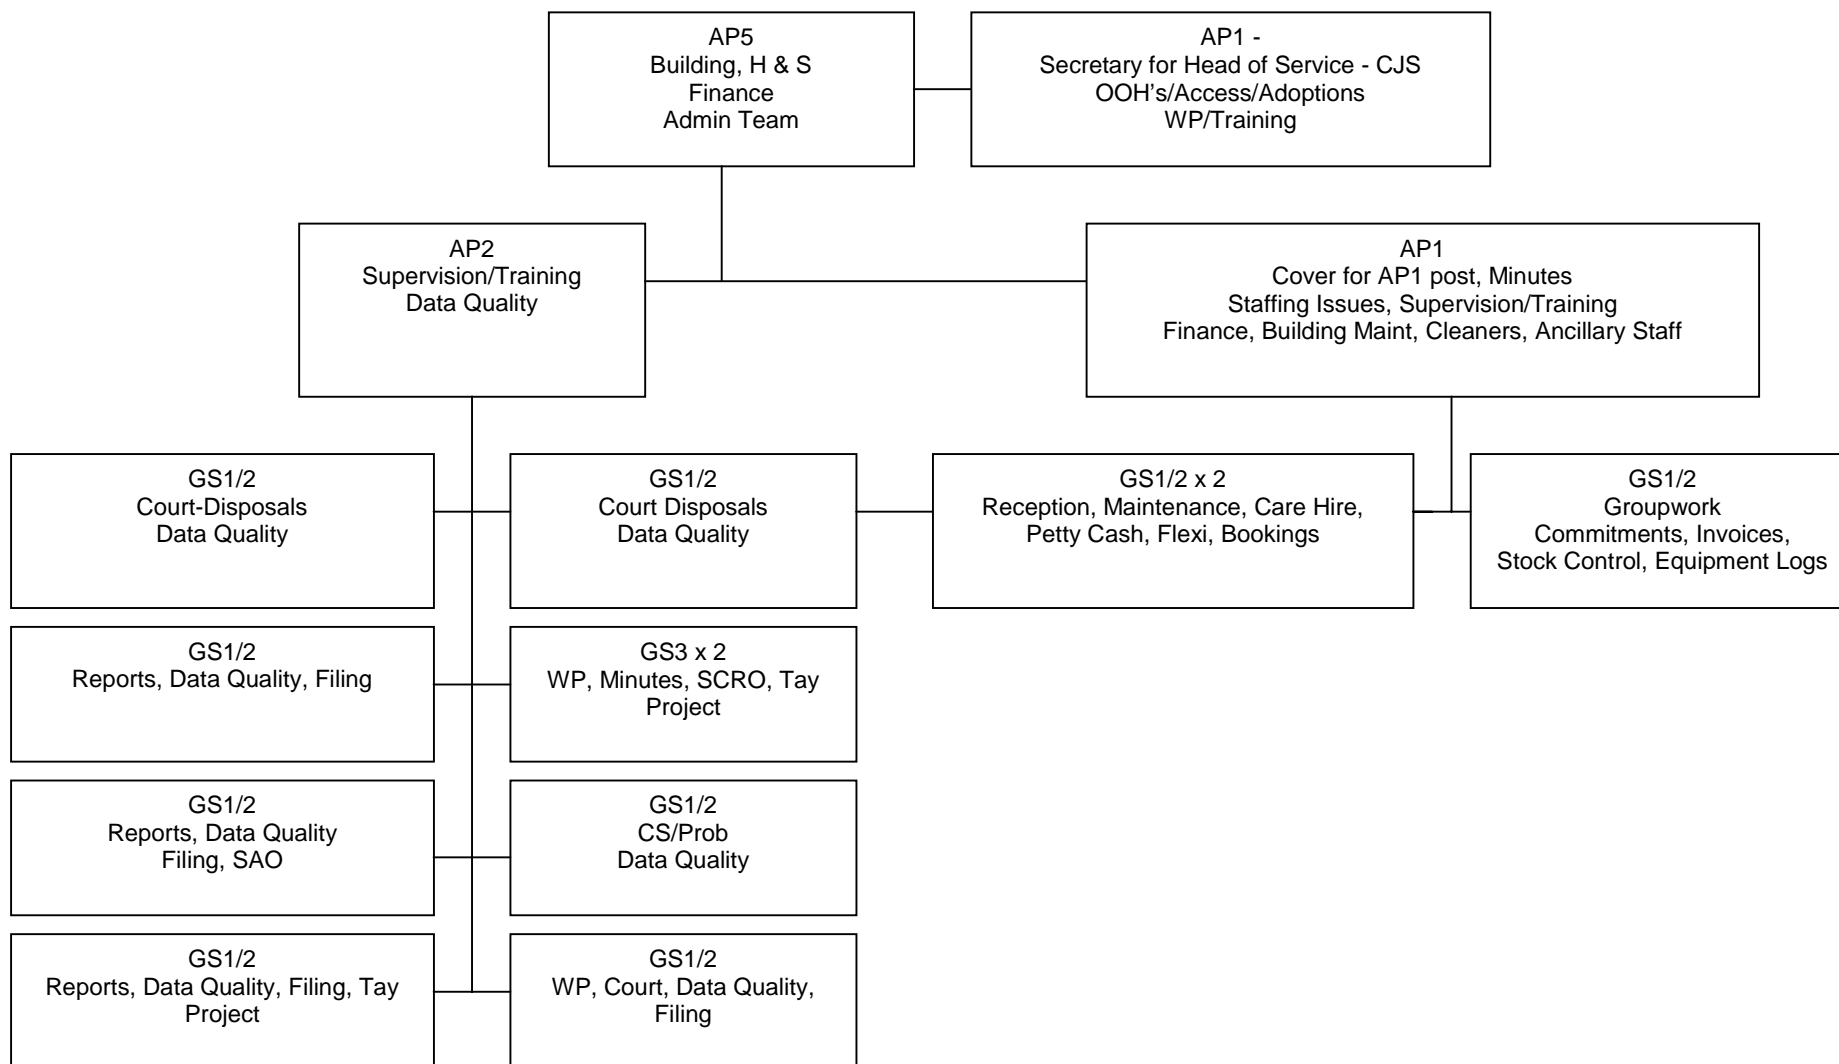 AP5
Building, H & S
Finance
Admin Team
AP1 -
Secretary for Head of Service - CJS
OOH's/Access/Adoptions
WP/Training
AP2
Supervision/Training
Data Quality
AP1
Cover for AP1 post, Minutes
Staffing Issues, Supervision/Training
Finance, Building Maint, Cleaners, Ancillary Staff
GS1/2
Court-Disposals
Data Quality
GS1/2
Court Disposals
Data Quality
GS1/2 x 2
Reception, Maintenance, Care Hire,
Petty Cash, Flexi, Bookings
GS1/2
Groupwork
Commitments, Invoices,
Stock Control, Equipment Logs
GS1/2
Reports, Data Quality, Filing
GS3 x 2
WP, Minutes, SCRO, Tay
Project
GS1/2
Reports, Data Quality
Filing, SAO
GS1/2
CS/Prob
Data Quality
GS1/2
Reports, Data Quality, Filing, Tay
Project
GS1/2
WP, Court, Data Quality,
Filing